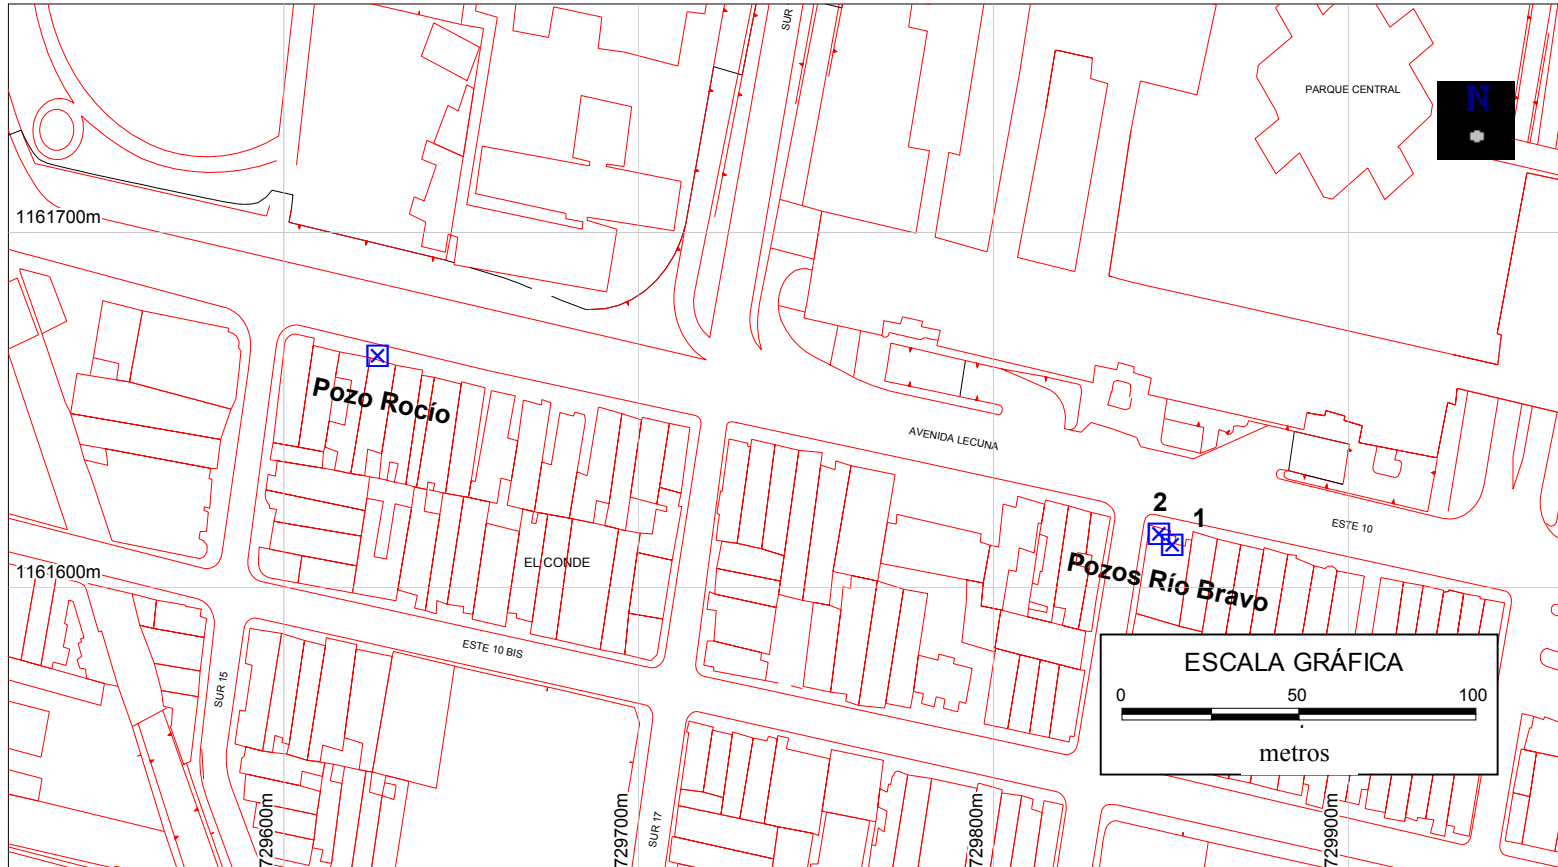 SUR
PARQUE CENTRAL
N
1161700m
Pozo Rocío
AVENIDA LECUNA
2
1
ESTE 10
EL CONDE
1161600m
Pozos Río Bravo
ESTE 10 BIS
SUR 15
ESCALA GRÁFICA
0 50 100
metros
SUR 17
729600m
729700m
729800m
729900m